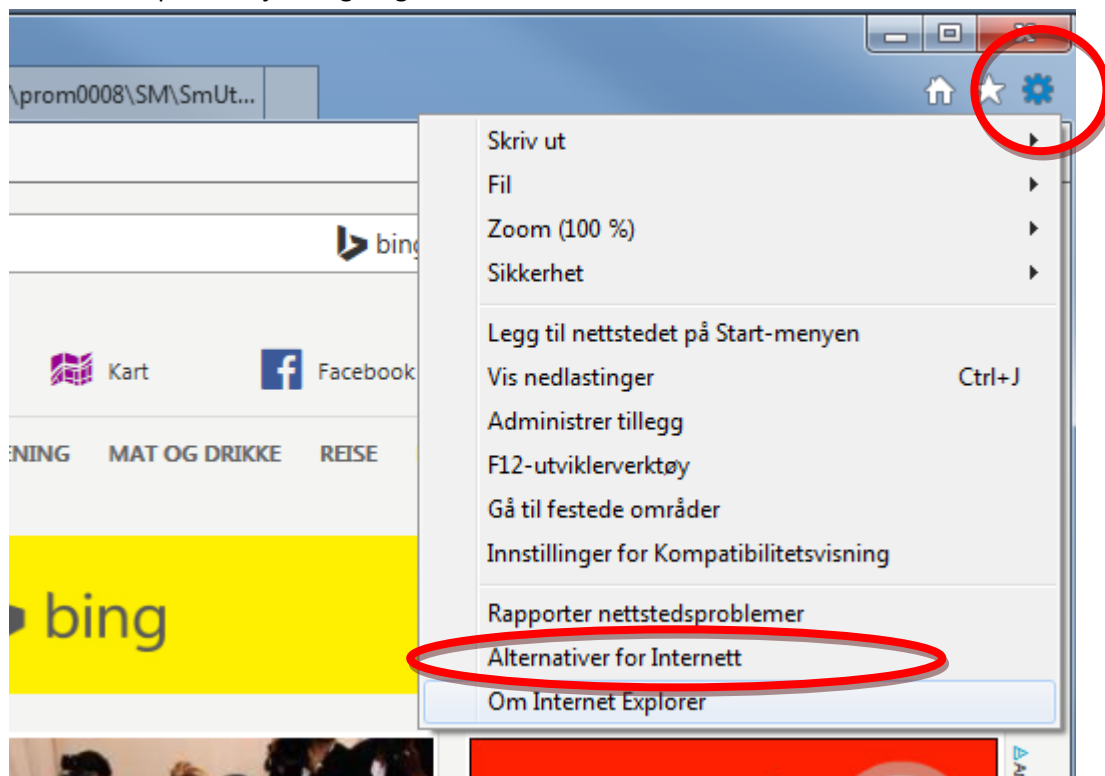 \prom0008\SM\SmUt...
Skriv ut
Fil
Zoom (100 %)
bing
Sikkerhet
Legg til nettstedet på Start-menyen
Kart
Facebook
Vis nedlastinger Ctrl+J
Administrer tillegg
NING MAT OG DRIKKE REISE
F12-utviklerverktøy
Gå til festede områder
Innstillinger for Kompatibilitetsvisning
bing
Rapporter nettstedsproblemer
Alternativer for Internett
Om Internet Explorer